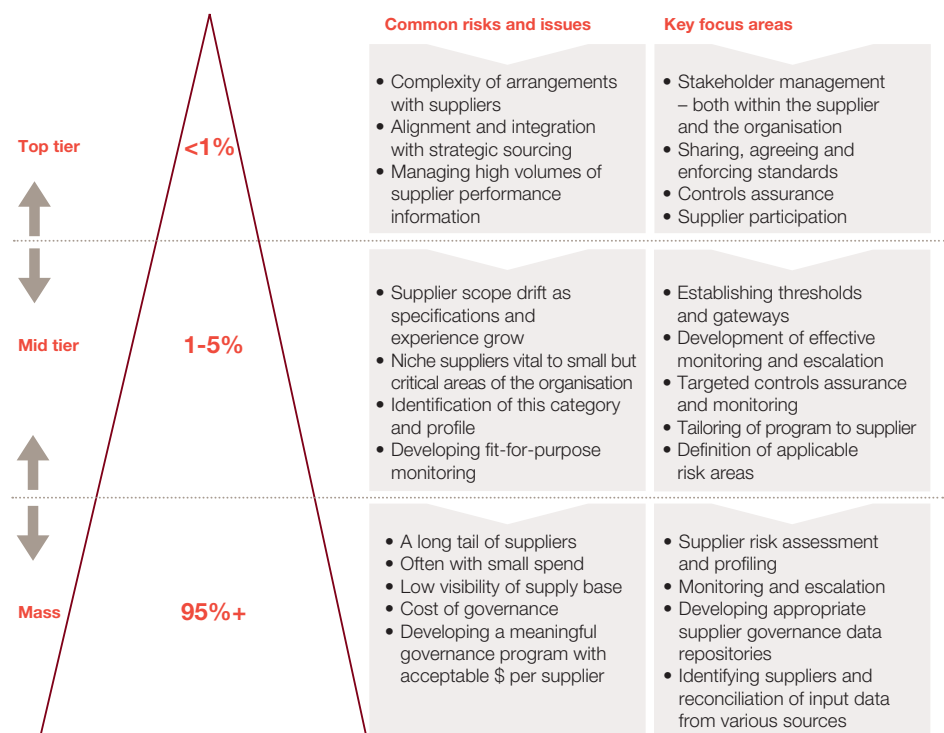 Common risks and issues
Key focus areas
Top tier
<1%
• Complexity of arrangements
with suppliers
• Alignment and integration
with strategic sourcing
• Managing high volumes of
supplier performance
information
• Stakeholder management
– both within the supplier
and the organisation
• Sharing, agreeing and
enforcing standards
• Controls assurance
• Supplier participation
Mid tier
1-5%
• Supplier scope drift as
specifications and
experience grow
• Niche suppliers vital to small but
critical areas of the organisation
• Identification of this category
and profile
• Developing fit-for-purpose
monitoring
• Establishing thresholds
and gateways
• Development of effective
monitoring and escalation
• Targeted controls assurance
and monitoring
• Tailoring of program to supplier
• Definition of applicable
risk areas
Mass
95%+
• A long tail of suppliers
• Often with small spend
• Low visibility of supply base
• Cost of governance
• Developing a meaningful
governance program with
acceptable $ per supplier
• Supplier risk assessment
and profiling
• Monitoring and escalation
• Developing appropriate
supplier governance data
repositories
• Identifying suppliers and
reconciliation of input data
from various sources